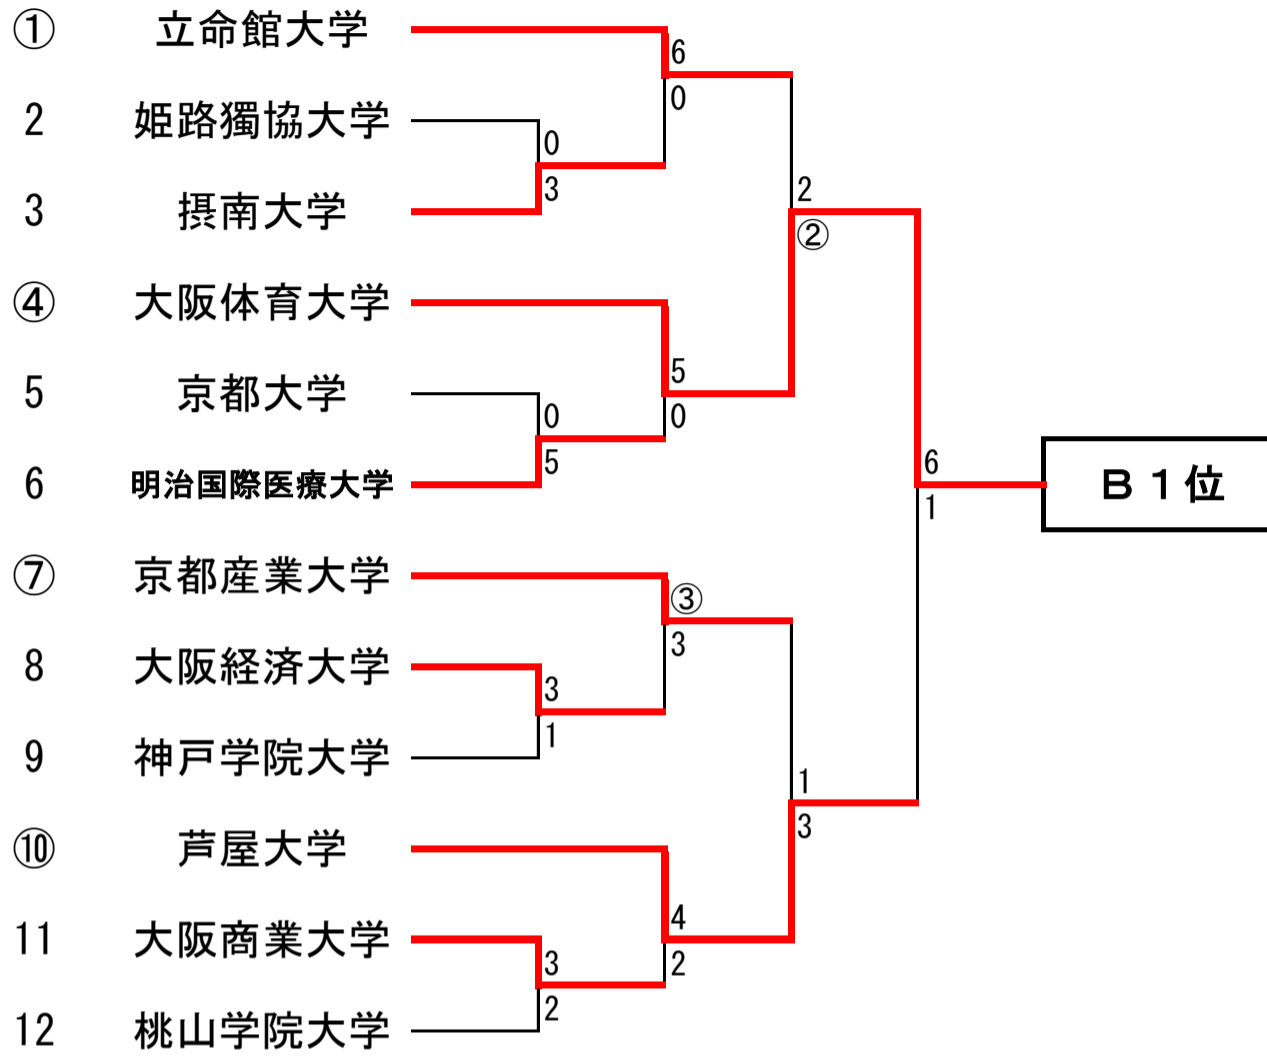 ① 立命館大学
6
0
2 姫路獨協大学
0
3
3 摂南大学
2
②
④ 大阪体育大学
5
0
5 京都大学
0
5
6 明治国際医療大学
6
1
B1位
⑦ 京都産業大学
③
3
8 大阪経済大学
3
1
9 神戸学院大学
1
3
⑩ 芦屋大学
4
2
11 大阪商業大学
3
2
12 桃山学院大学